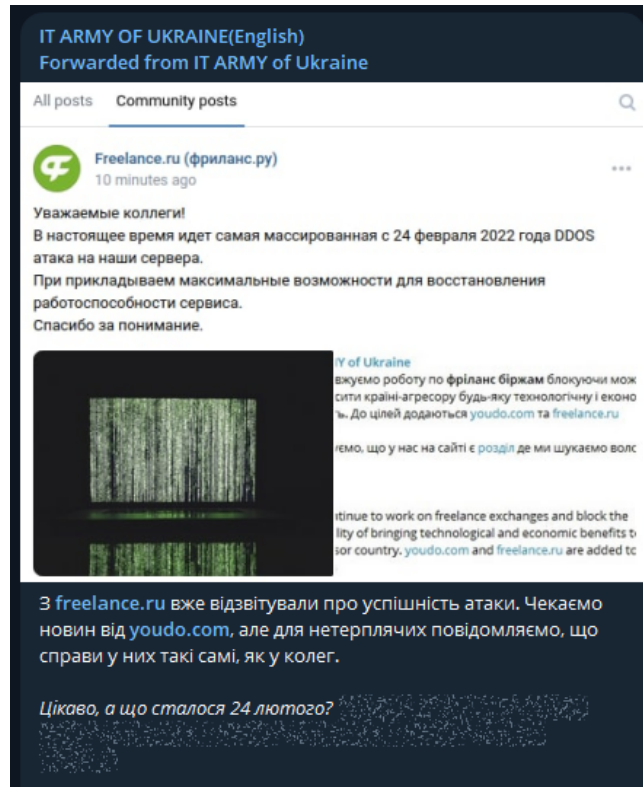 IT ARMY OF UKRAINE(English)
Forwarded from IT ARMY of Ukraine
All posts Community posts
Freelance.ru (фриланс.ру)
10 minutes ago
Уважаемые коллеги!
В настоящее время идет самая массированная с 24 февраля 2022 года DDOS
атака на наши сервера.
При прикладываем максимальные возможности для восстановления
работоспособности сервиса.
Спасибо за понимание.
Y of Ukraine
вжуємо роботу по фріланс біржам блокуючи мож
сити країні-агресору будь-яку технологічну і еконо
ь. До цілей додаються youdo.com та freelance.ru
ємо, що у нас на сайті є розділ де ми шукаємо воло
tinue to work on freelance exchanges and block the
lity of bringing technological and economic benefits t
sor country. youdo.com and freelance.ru are added to
З freelance.ru вже відзвітували про успішність атаки. Чекаємо
новин від youdo.com, але для нетерплячих повідомляємо, що
справи у них такі самі, як у колег.
Цікаво, а що сталося 24 лютого?